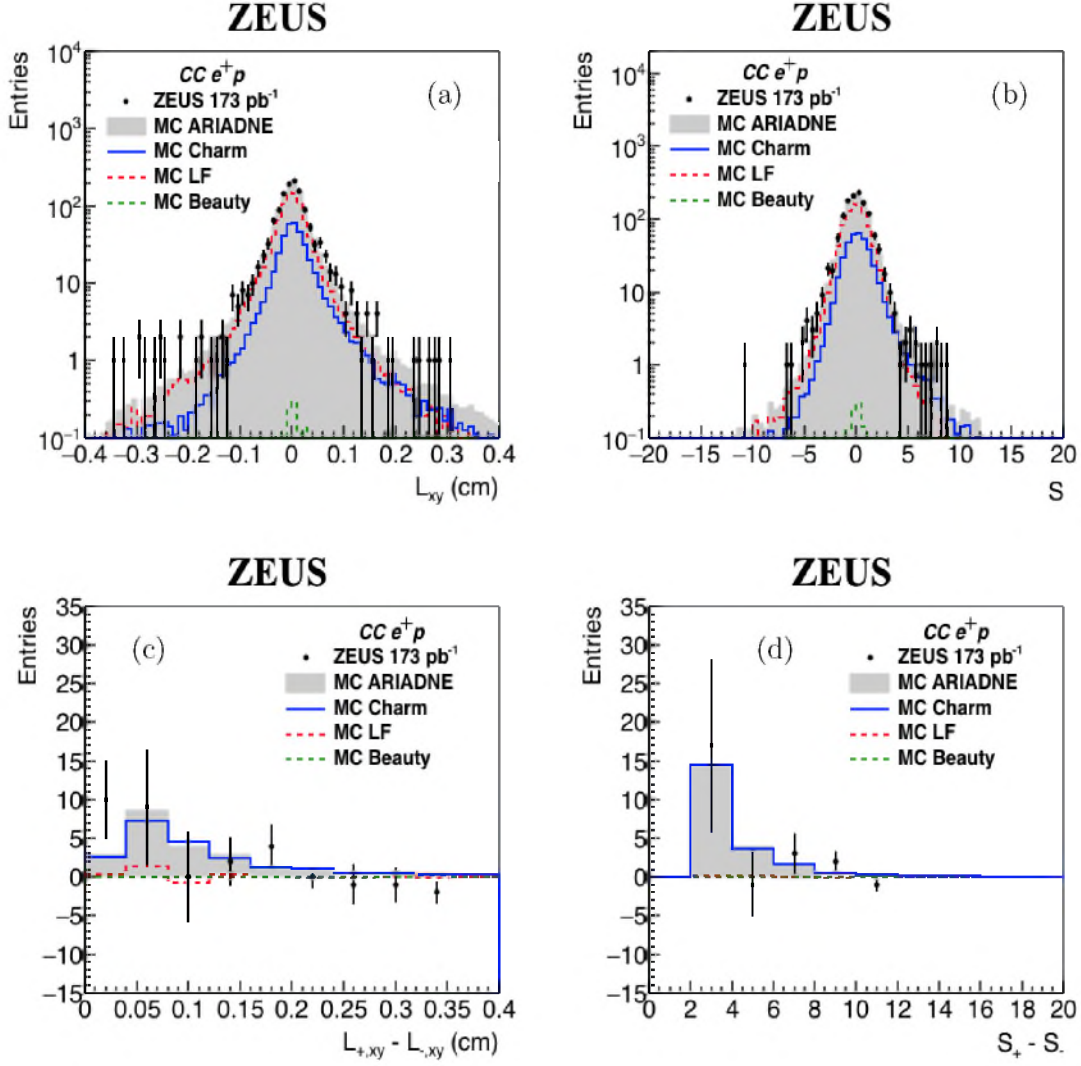 ZEUS
Entries
10⁴
10³
10²
10
1
10⁻¹
CC e⁺p
ZEUS 173 pb⁻¹
MC ARIADNE
MC Charm
MC LF
MC Beauty
(a)
−0.4 −0.3 −0.2 −0.1 0 0.1 0.2 0.3 0.4
L_xy (cm)
ZEUS
Entries
10⁴
10³
10²
10
1
10⁻¹
CC e⁺p
ZEUS 173 pb⁻¹
MC ARIADNE
MC Charm
MC LF
MC Beauty
(b)
−20 −15 −10 −5 0 5 10 15 20
S
ZEUS
Entries
35
30
25
20
15
10
5
0
−5
−10
−15
(c)
CC e⁺p
ZEUS 173 pb⁻¹
MC ARIADNE
MC Charm
MC LF
MC Beauty
0 0.05 0.1 0.15 0.2 0.25 0.3 0.35 0.4
L₊,xy - L₋,xy (cm)
ZEUS
Entries
35
30
25
20
15
10
5
0
−5
−10
−15
(d)
CC e⁺p
ZEUS 173 pb⁻¹
MC ARIADNE
MC Charm
MC LF
MC Beauty
0 2 4 6 8 10 12 14 16 18 20
S₊ - S₋